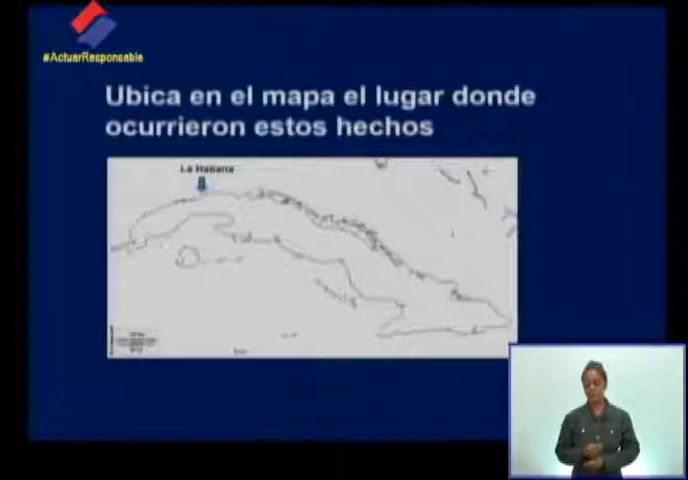 #ActuarResponsable
Ubica en el mapa el lugar donde
ocurrieron estos hechos
La Habana